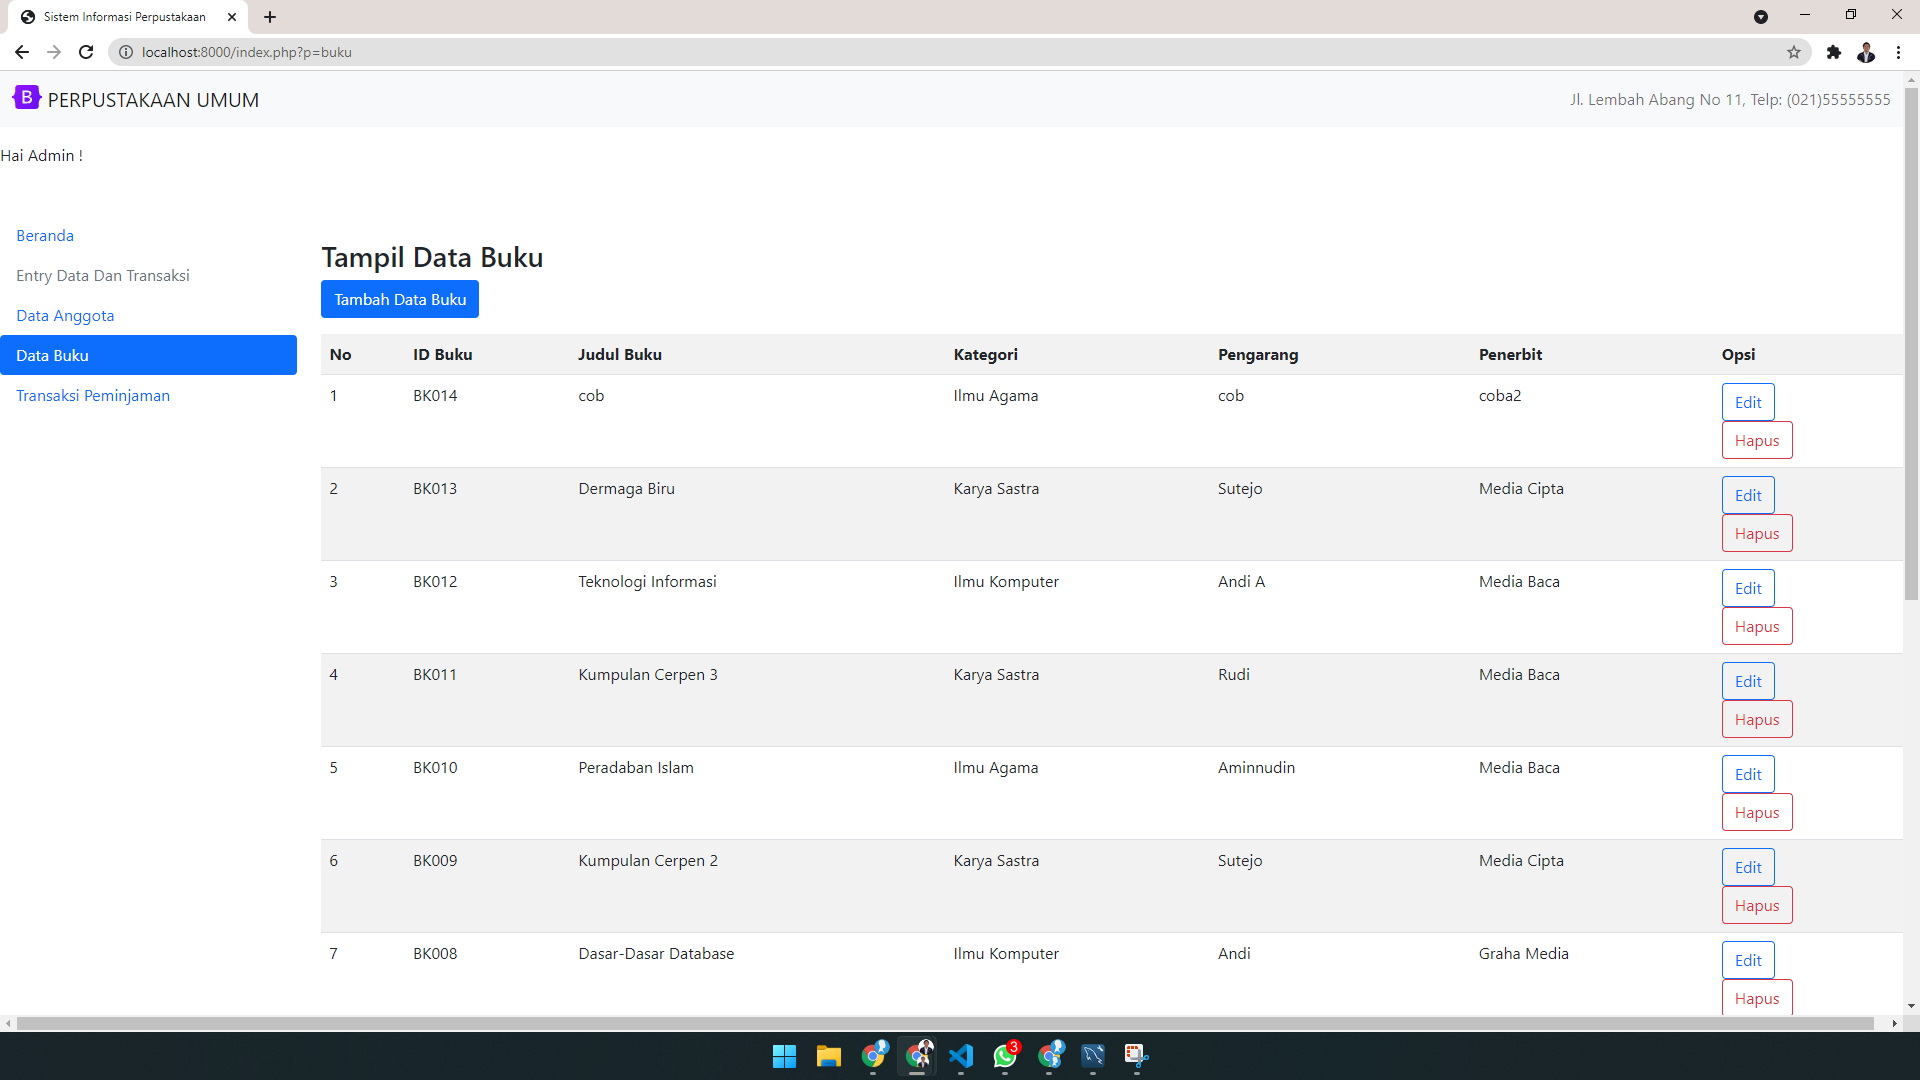 Sistem Informasi Perpustakaan
localhost:8000/index.php?p=buku
B PERPUSTAKAAN UMUM
Jl. Lembah Abang No 11, Telp: (021)55555555
Hai Admin !
Beranda
Entry Data Dan Transaksi
Data Anggota
Data Buku
Transaksi Peminjaman
Tampil Data Buku
Tambah Data Buku
No ID Buku Judul Buku Kategori Pengarang Penerbit Opsi
1 BK014 cob Ilmu Agama cob coba2 Edit
Hapus
2 BK013 Dermaga Biru Karya Sastra Sutejo Media Cipta Edit
Hapus
3 BK012 Teknologi Informasi Ilmu Komputer Andi A Media Baca Edit
Hapus
4 BK011 Kumpulan Cerpen 3 Karya Sastra Rudi Media Baca Edit
Hapus
5 BK010 Peradaban Islam Ilmu Agama Aminnudin Media Baca Edit
Hapus
6 BK009 Kumpulan Cerpen 2 Karya Sastra Sutejo Media Cipta Edit
Hapus
7 BK008 Dasar-Dasar Database Ilmu Komputer Andi Graha Media Edit
Hapus
3